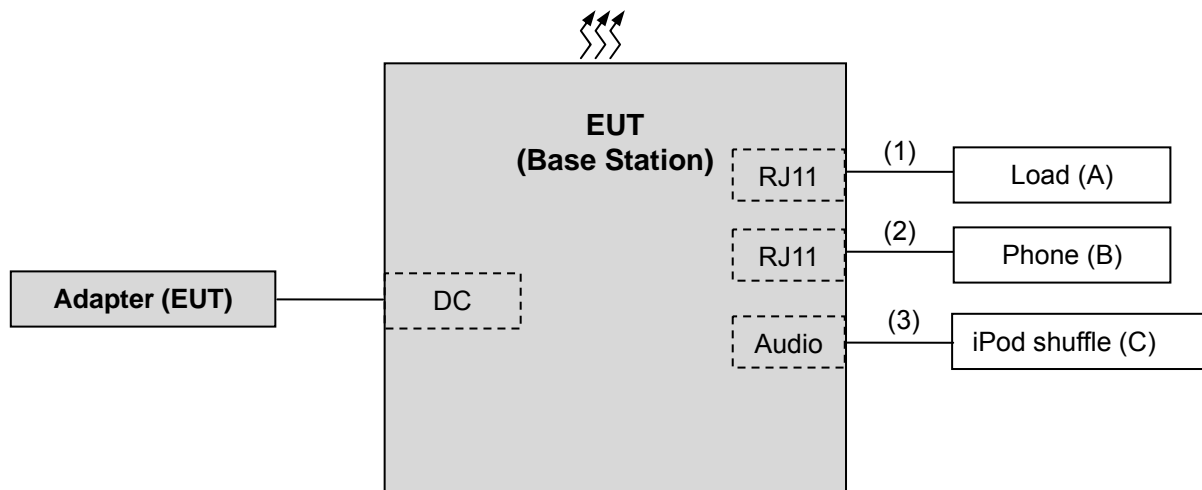 EUT
(Base Station)
RJ11
(1)
Load (A)
RJ11
(2)
Phone (B)
Adapter (EUT)
DC
Audio
(3)
iPod shuffle (C)